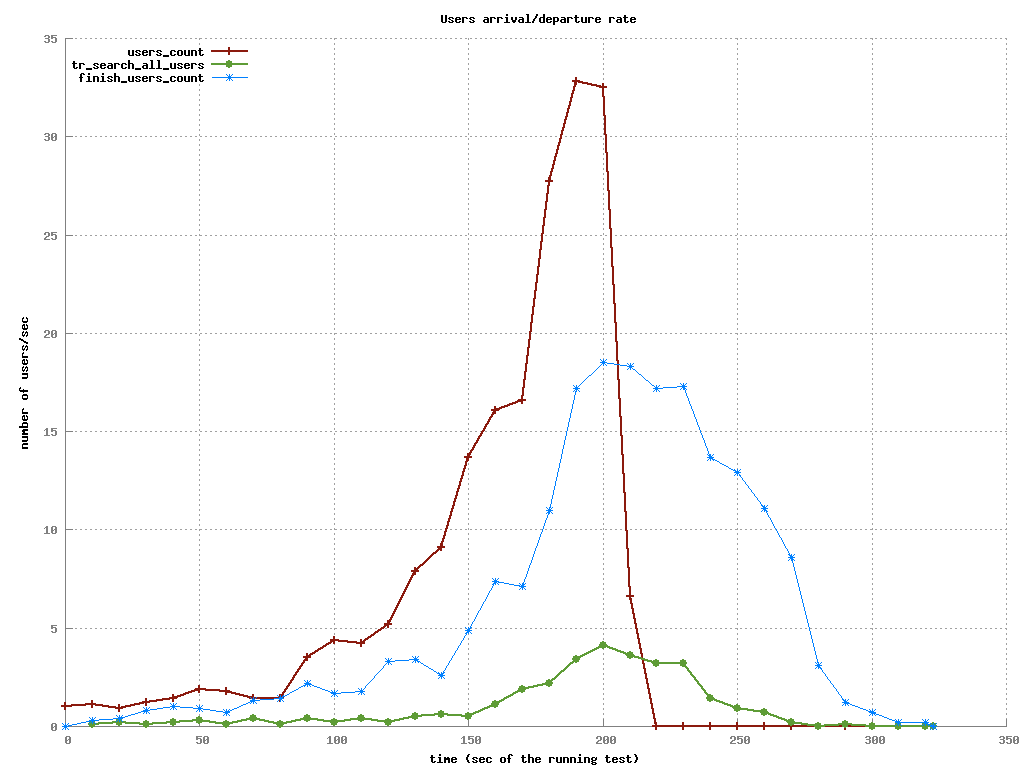 Users arrival/departure rate
users_count
tr_search_all_users
finish_users_count
number of users/sec
35
30
25
20
15
10
5
0
0 50 100 150 200 250 300 350
time (sec of the running test)